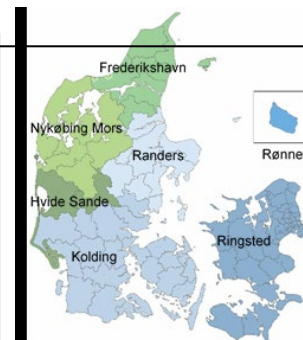 Frederikshavn
Nykøbing Mors
Randers
Rønne
Hvide Sande
Ringsted
Kolding